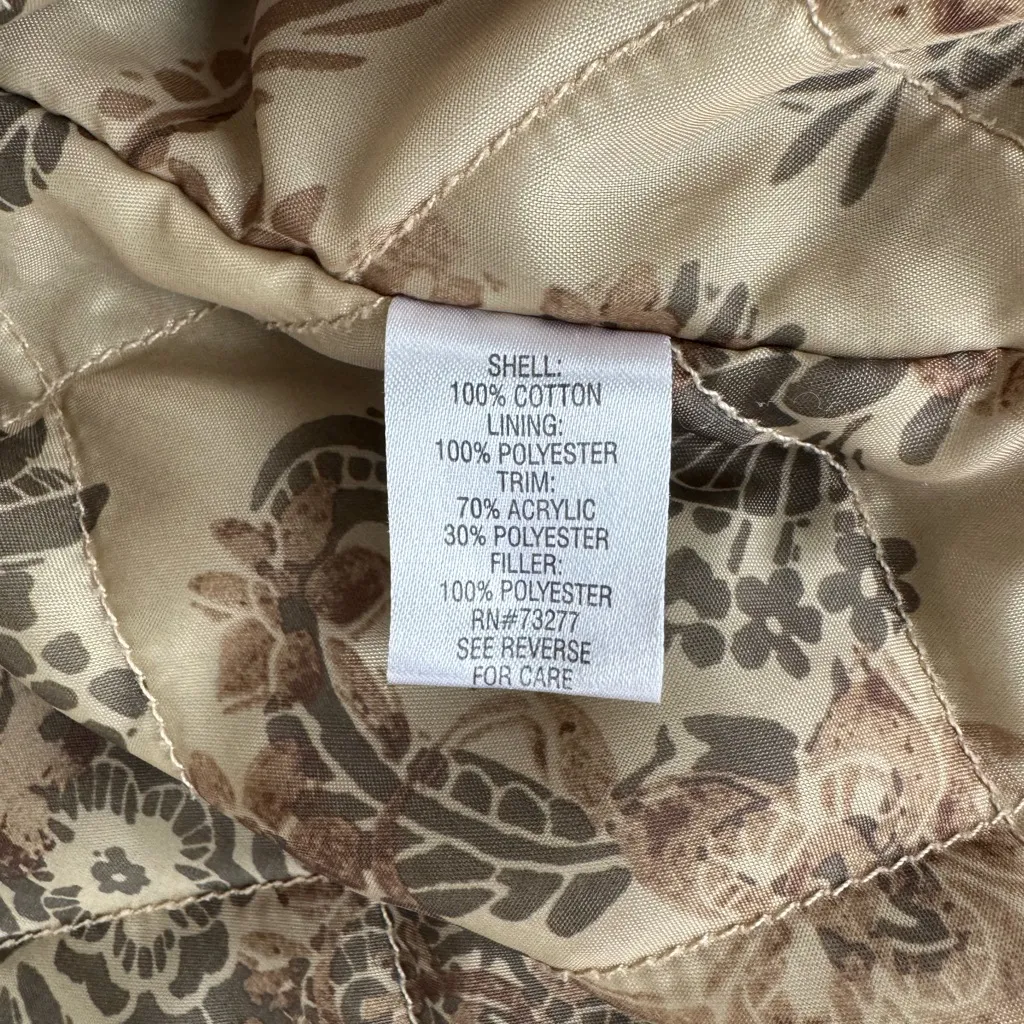 SHELL:
100% COTTON
LINING:
100% POLYESTER
TRIM:
70% ACRYLIC
30% POLYESTER
FILLER:
100% POLYESTER
RN#73277
SEE REVERSE
FOR CARE